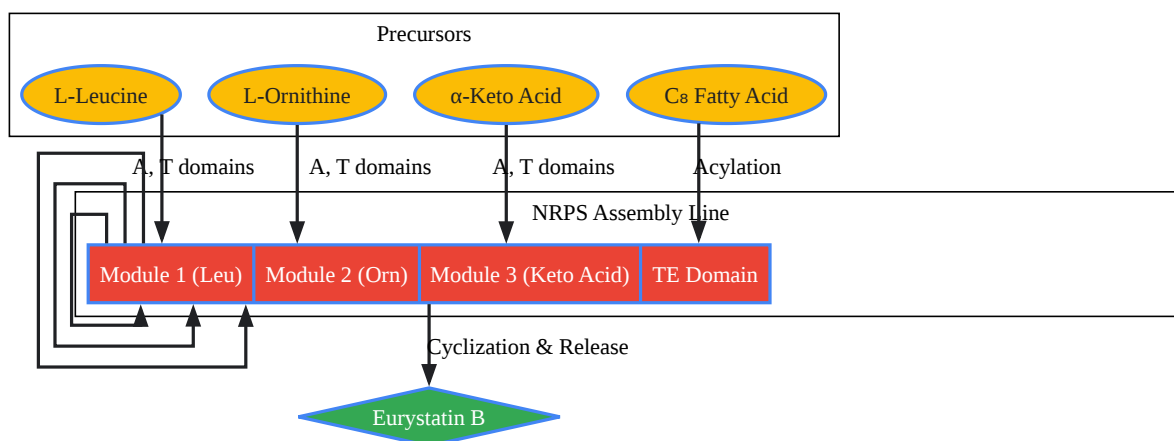 Precursors
L-Leucine
L-Ornithine
α-Keto Acid
C₈ Fatty Acid
A, T domains
A, T domains
A, T domains
Acylation
NRPS Assembly Line
Module 1 (Leu)
Module 2 (Orn)
Module 3 (Keto Acid)
TE Domain
Cyclization & Release
Eurystatin B